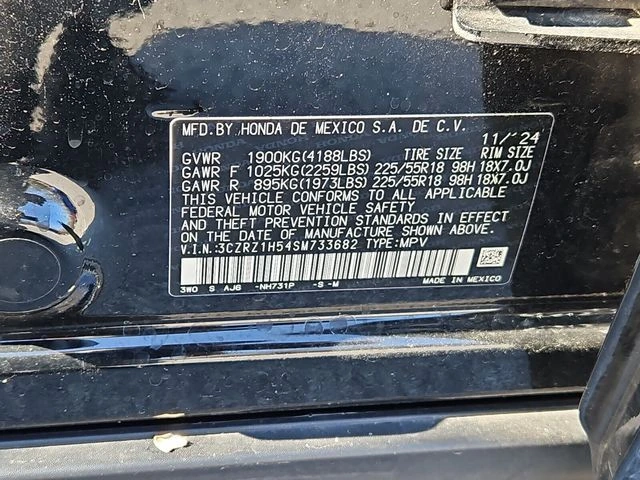 MFD.BY HONDA DE MEXICO S.A. DE C.V. 11/'24
GVWR 1900KG(4188LBS) TIRE SIZE RIM SIZE
GAWR F 1025KG(2259LBS) 225/55R18 98H 18X7.0J
GAWR R 895KG(1973LBS) 225/55R18 98H 18X7.0J
THIS VEHICLE CONFORMS TO ALL APPLICABLE
FEDERAL MOTOR VEHICLE SAFETY, BUMPER,
AND THEFT PREVENTION STANDARDS IN EFFECT
ON THE DATE OF MANUFACTURE SHOWN ABOVE.
V.I.N.:3CZRZ1H54SM733682 TYPE:MPV
MADE IN MEXICO
3W0 S AJ6 -NH731P -S-M